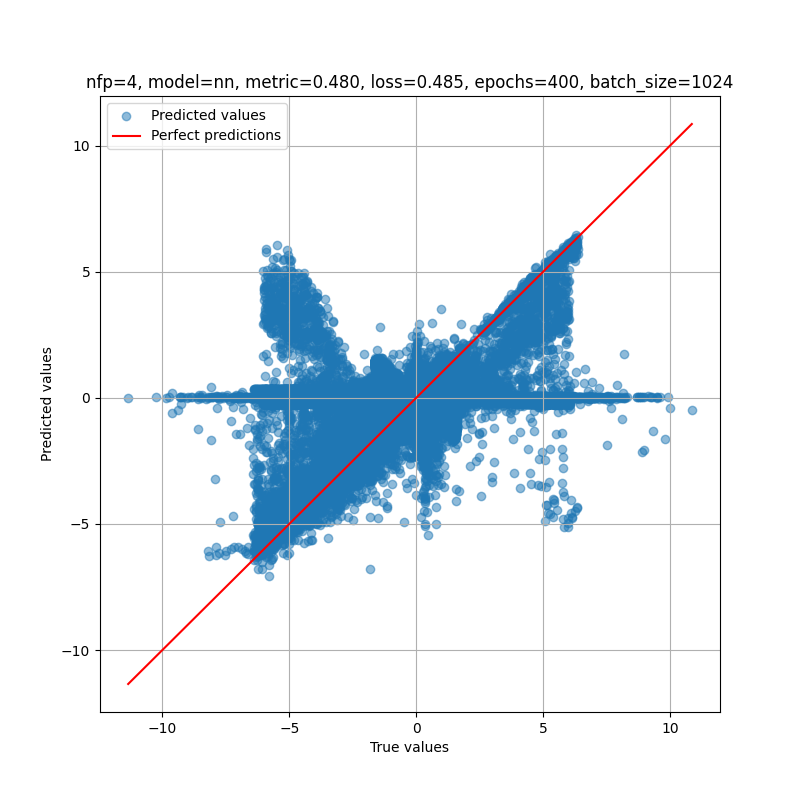 nfp=4, model=nn, metric=0.480, loss=0.485, epochs=400, batch_size=1024
Predicted values
Perfect predictions
10
5
0
−5
−10
Predicted values
−10
−5
0
5
10
True values